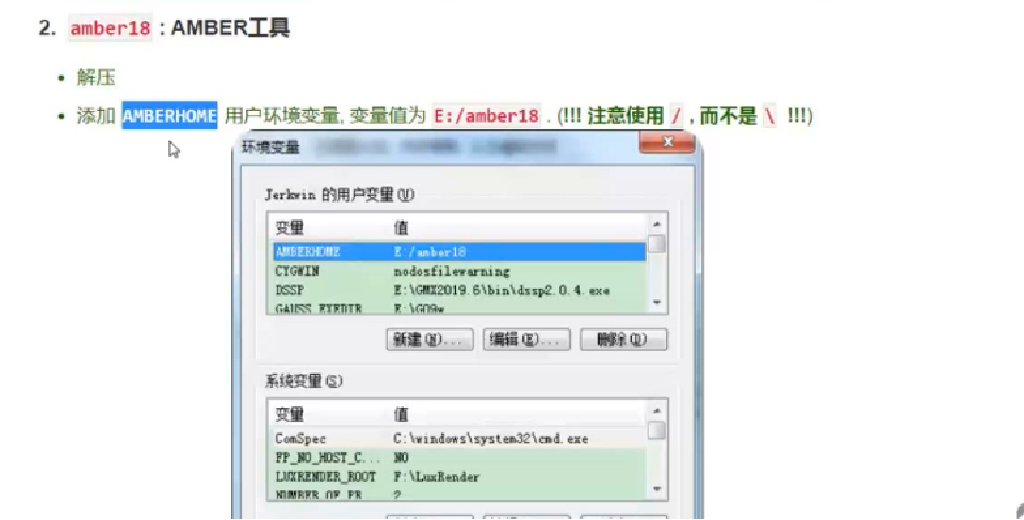 2. amber18 : AMBER工具
• 解压
• 添加 AMBERHOME 用户环境变量, 变量值为 E:/amber18 . (!!! 注意使用 / , 而不是 \ !!!)
环境变量
Jerkwin 的用户变量(U)
变量 值
AMBERHOME E:/amber18
CYGWIN nodosfilewarning
DSSP E:\GMX2019.6\bin\dssp2.0.4.exe
GAUSS_EXEDIR E:\G09w
新建(N)... 编辑(E)... 删除(D)
系统变量(S)
变量 值
ComSpec C:\windows\system32\cmd.exe
FP_NO_HOST_C... NO
LUXRENDER_ROOT F:\LuxRender
NUMBER_OF_PR 2